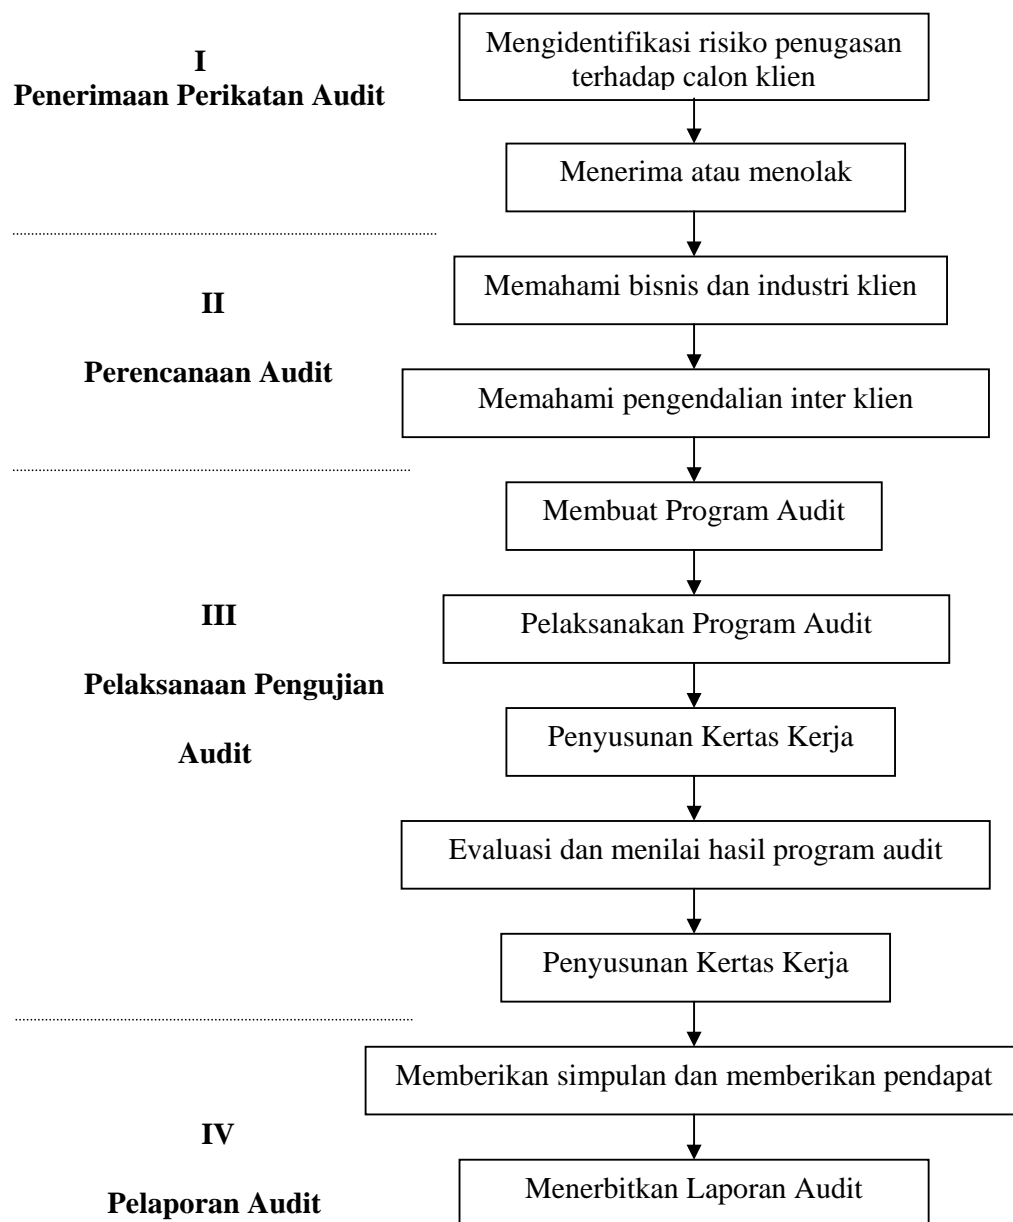 I
Penerimaan Perikatan Audit
Mengidentifikasi risiko penugasan
terhadap calon klien
Menerima atau menolak
II
Perencanaan Audit
Memahami bisnis dan industri klien
Memahami pengendalian inter klien
III
Pelaksanaan Pengujian
Audit
Membuat Program Audit
Pelaksanakan Program Audit
Penyusunan Kertas Kerja
Evaluasi dan menilai hasil program audit
Penyusunan Kertas Kerja
IV
Pelaporan Audit
Memberikan simpulan dan memberikan pendapat
Menerbitkan Laporan Audit